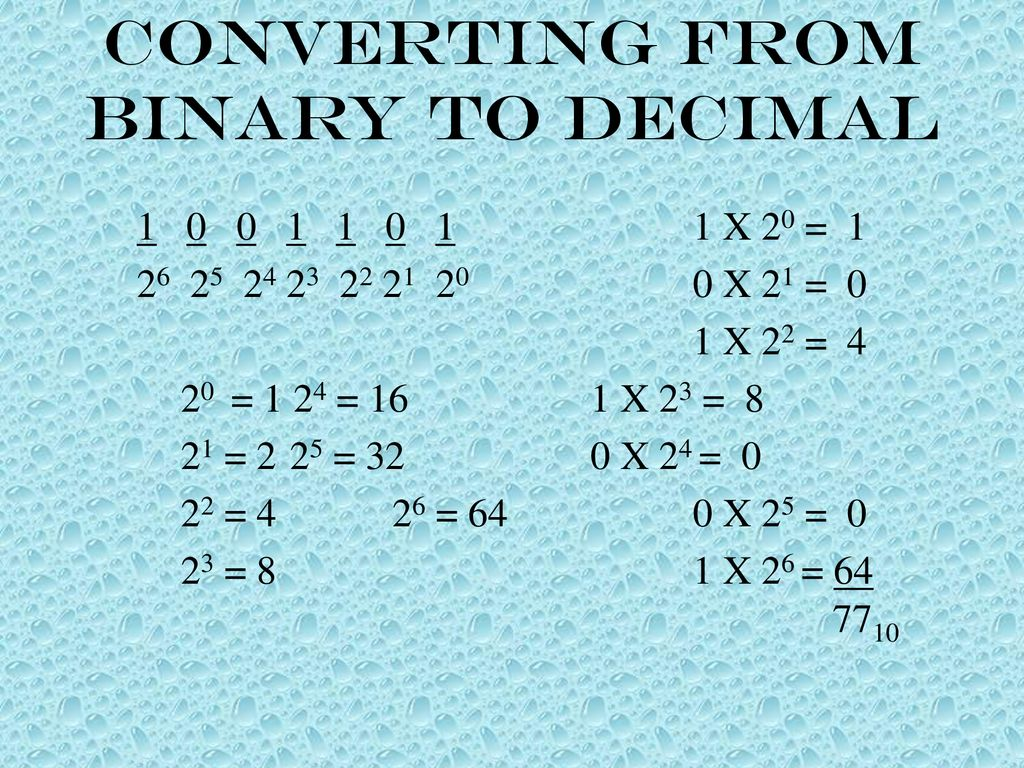 CONVERTING FROM
BINARY TO DECIMAL
1 0 0 1 1 0 1 1 X 2⁰ = 1
2⁶ 2⁵ 2⁴ 2³ 2² 2¹ 2⁰ 0 X 2¹ = 0
1 X 2² = 4
2⁰ = 1 2⁴ = 16 1 X 2³ = 8
2¹ = 2 2⁵ = 32 0 X 2⁴ = 0
2² = 4 2⁶ = 64 0 X 2⁵ = 0
2³ = 8 1 X 2⁶ = 64
77₁₀